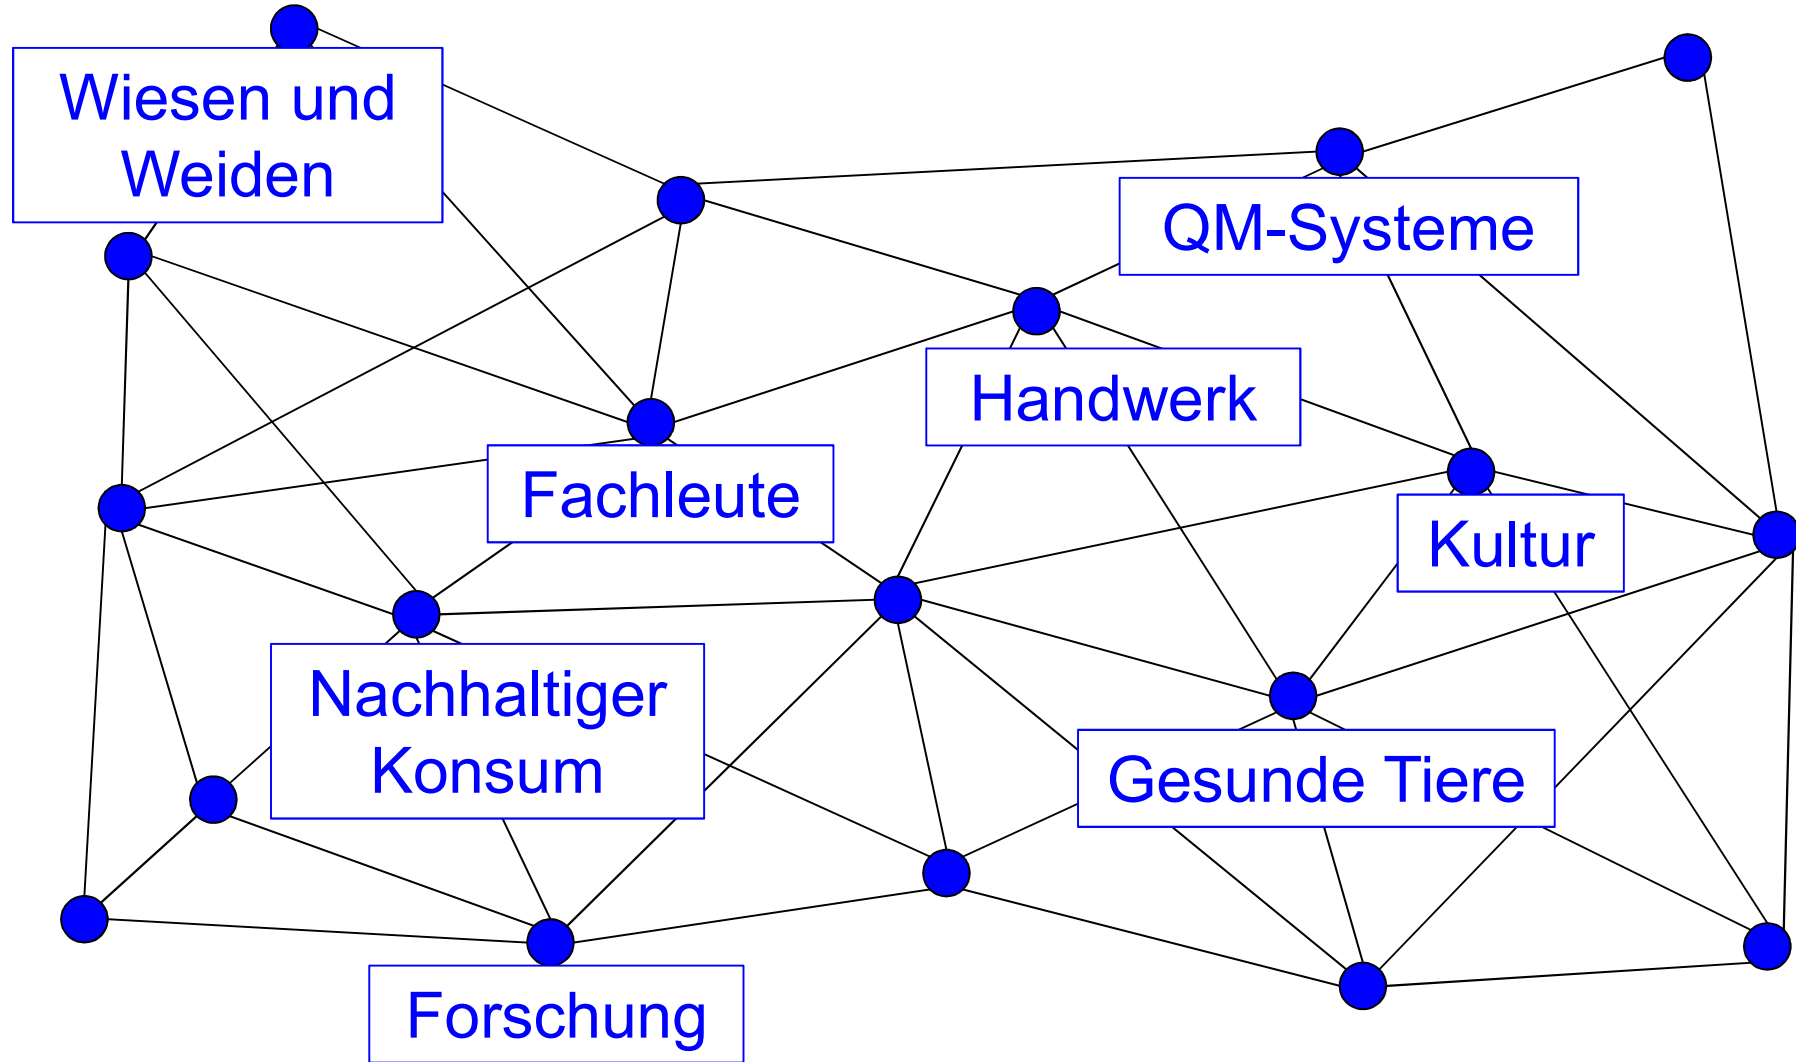 Wiesen und
Weiden
QM-Systeme
Handwerk
Fachleute
Kultur
Nachhaltiger
Konsum
Gesunde Tiere
Forschung